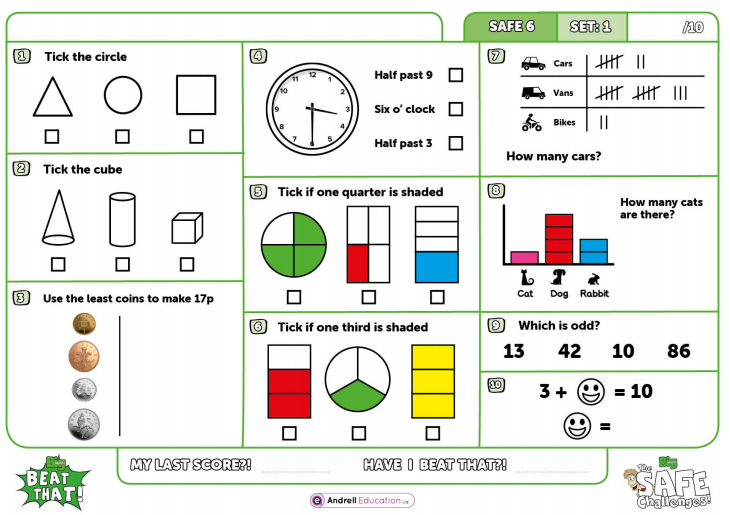 SAFE 6
SET: 1
/10
1 Tick the circle
2 Tick the cube
3 Use the least coins to make 17p
4
12
11
1
10
2
9
3
8
4
7
5
6
Half past 9
Six o’ clock
Half past 3
5 Tick if one quarter is shaded
6 Tick if one third is shaded
7
Cars
Vans
Bikes
How many cars?
8
How many cats
are there?
Cat Dog Rabbit
9 Which is odd?
13 42 10 86
10
3 + = 10
=
Big
BEAT
THAT!
MY LAST SCORE?!
HAVE I BEAT THAT?!
e Andrell Education
The Big
SAFE
Challenges!